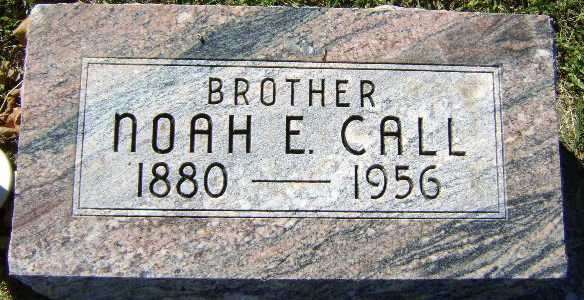 BROTHER
NOAH E. CALL
1880 — 1956